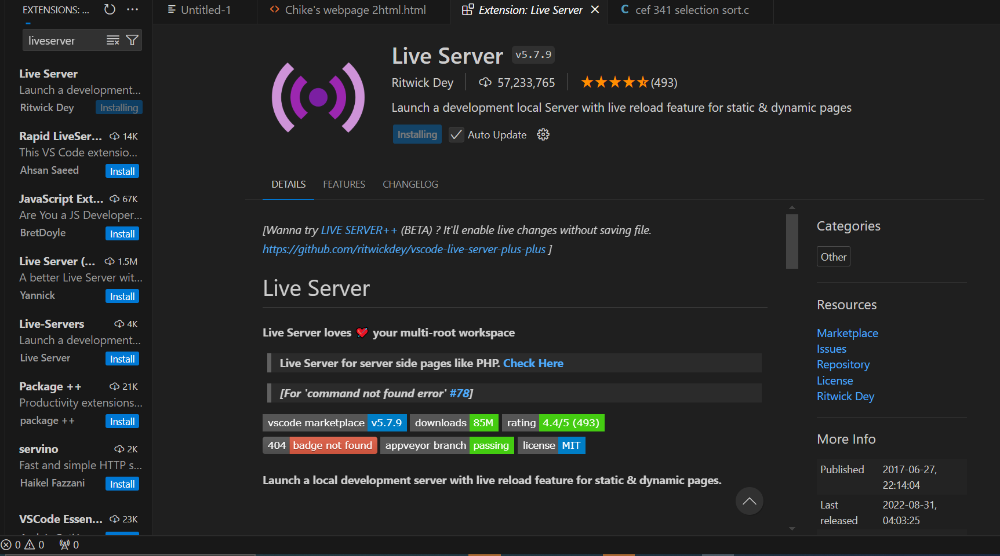 EXTENSIONS: ...
liveserver
Live Server
Launch a development...
Ritwick Dey Installing
Rapid LiveSer... 14K
This VS Code extensio...
Ahsan Saeed Install
JavaScript Ext... 67K
Are You a JS Developer...
BretDoyle Install
Live Server (... 1.5M
A better Live Server wit...
Yannick Install
Live-Servers 4K
Launch a development...
Live Server Install
Package ++ 21K
Productivity extensions...
package ++ Install
servino 2K
Fast and simple HTTP s...
Haikel Fazzani Install
VSCode Essen... 23K
Untitled-1 Chike's webpage 2html.html Extension: Live Server C cef 341 selection sort.c
Live Server v5.7.9
Ritwick Dey 57,233,765 (493)
Launch a development local Server with live reload feature for static & dynamic pages
Installing Auto Update
DETAILS FEATURES CHANGELOG
[Wanna try LIVE SERVER++ (BETA) ? It'll enable live changes without saving file.
https://github.com/ritwickdey/vscode-live-server-plus-plus ]
Live Server
Live Server loves your multi-root workspace
Live Server for server side pages like PHP. Check Here
[For 'command not found error' #78]
vscode marketplace v5.7.9 downloads 85M rating 4.4/5 (493)
404 badge not found appveyor branch passing license MIT
Launch a local development server with live reload feature for static & dynamic pages.
Categories
Other
Resources
Marketplace
Issues
Repository
License
Ritwick Dey
More Info
Published 2017-06-27,
22:14:04
Last 2022-08-31,
released 04:03:25
0 0 0